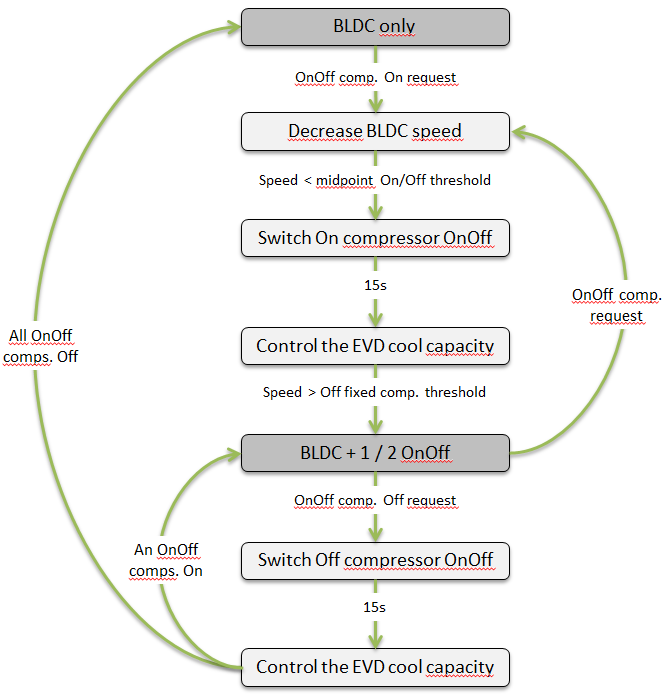 BLDC only
OnOff comp. On request
Decrease BLDC speed
Speed < midpoint On/Off threshold
Switch On compressor OnOff
15s
OnOff comp.
request
All OnOff
comps. Off
Control the EVD cool capacity
Speed > Off fixed comp. threshold
BLDC + 1 / 2 OnOff
OnOff comp. Off request
An OnOff
comps. On
Switch Off compressor OnOff
15s
Control the EVD cool capacity